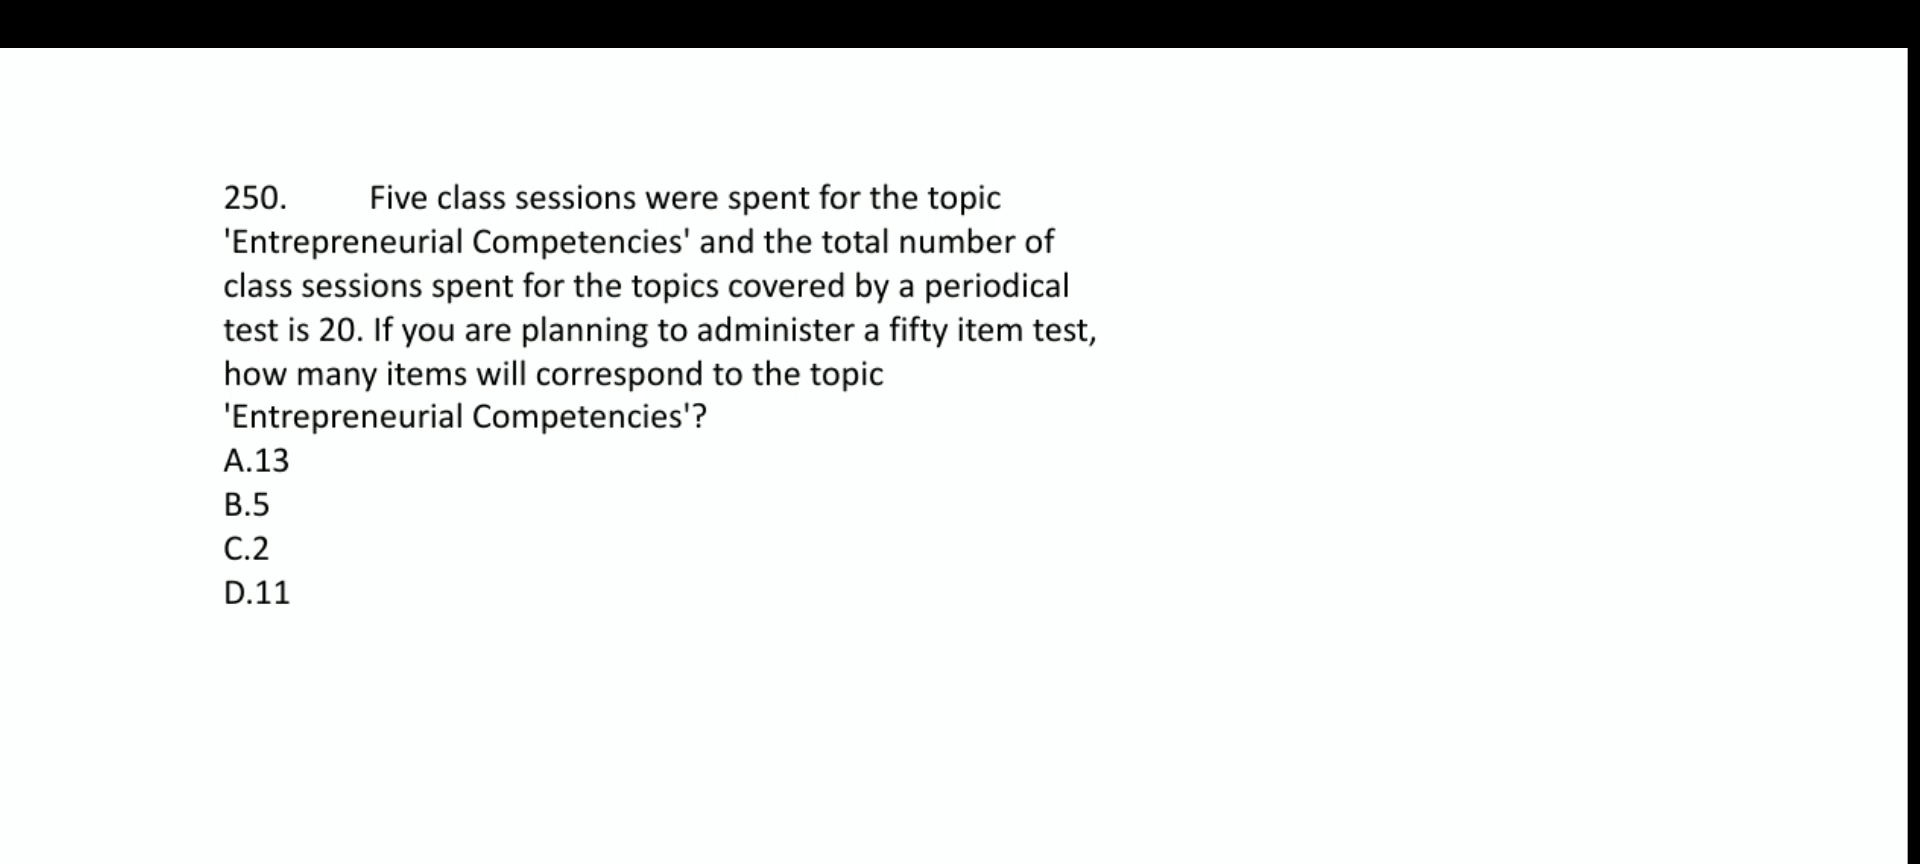 250. Five class sessions were spent for the topic
'Entrepreneurial Competencies' and the total number of
class sessions spent for the topics covered by a periodical
test is 20. If you are planning to administer a fifty item test,
how many items will correspond to the topic
'Entrepreneurial Competencies'?
A.13
B.5
C.2
D.11